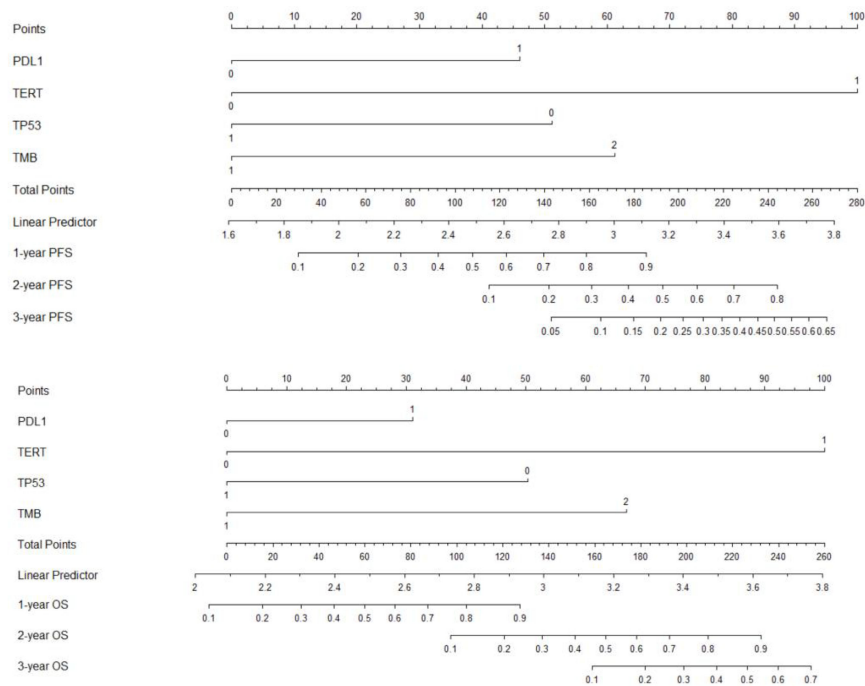 Points 0 10 20 30 40 50 60 70 80 90 100
PDL1 0 1
TERT 0 1
TP53 1 0
TMB 1 2
Total Points 0 20 40 60 80 100 120 140 160 180 200 220 240 260 280
Linear Predictor 1.6 1.8 2 2.2 2.4 2.6 2.8 3 3.2 3.4 3.6 3.8
1-year PFS 0.1 0.2 0.3 0.4 0.5 0.6 0.7 0.8 0.9
2-year PFS 0.1 0.2 0.3 0.4 0.5 0.6 0.7 0.8
3-year PFS 0.05 0.1 0.15 0.2 0.25 0.3 0.35 0.4 0.45 0.5 0.55 0.6 0.65
Points 0 10 20 30 40 50 60 70 80 90 100
PDL1 0 1
TERT 0 1
TP53 1 0
TMB 1 2
Total Points 0 20 40 60 80 100 120 140 160 180 200 220 240 260
Linear Predictor 2 2.2 2.4 2.6 2.8 3 3.2 3.4 3.6 3.8
1-year OS 0.1 0.2 0.3 0.4 0.5 0.6 0.7 0.8 0.9
2-year OS 0.1 0.2 0.3 0.4 0.5 0.6 0.7 0.8 0.9
3-year OS 0.1 0.2 0.3 0.4 0.5 0.6 0.7